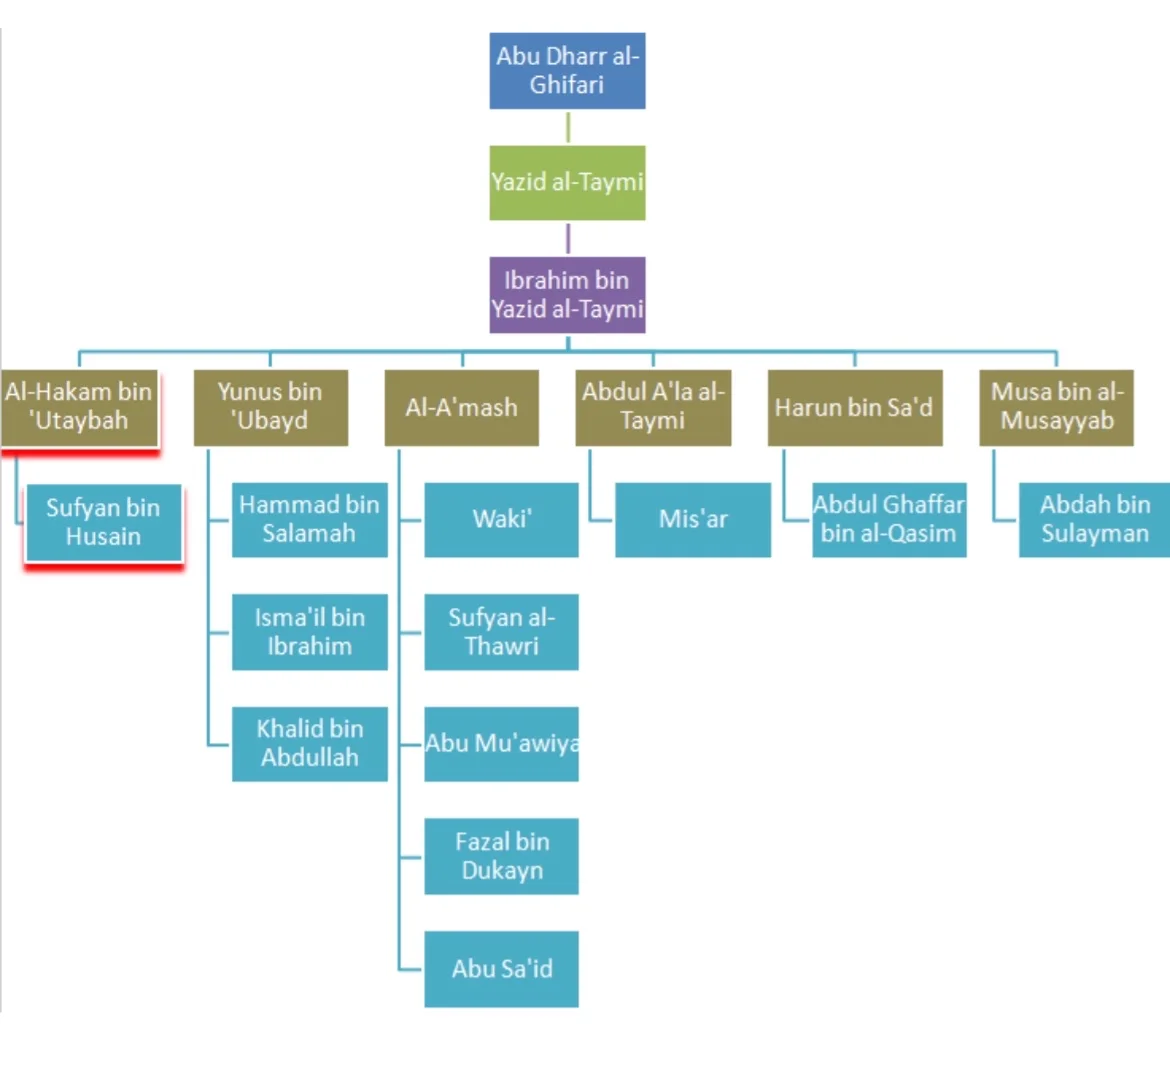 Abu Dharr al-
Ghifari
Yazid al-Taymi
Ibrahim bin
Yazid al-Taymi
Al-Hakam bin
'Utaybah
Yunus bin
'Ubayd
Al-A'mash
Abdul A'la al-
Taymi
Harun bin Sa'd
Musa bin al-
Musayyab
Sufyan bin
Husain
Hammad bin
Salamah
Isma'il bin
Ibrahim
Khalid bin
Abdullah
Waki'
Sufyan al-
Thawri
Abu Mu'awiya
Fazal bin
Dukayn
Abu Sa'id
Mis'ar
Abdul Ghaffar
bin al-Qasim
Abdah bin
Sulayman